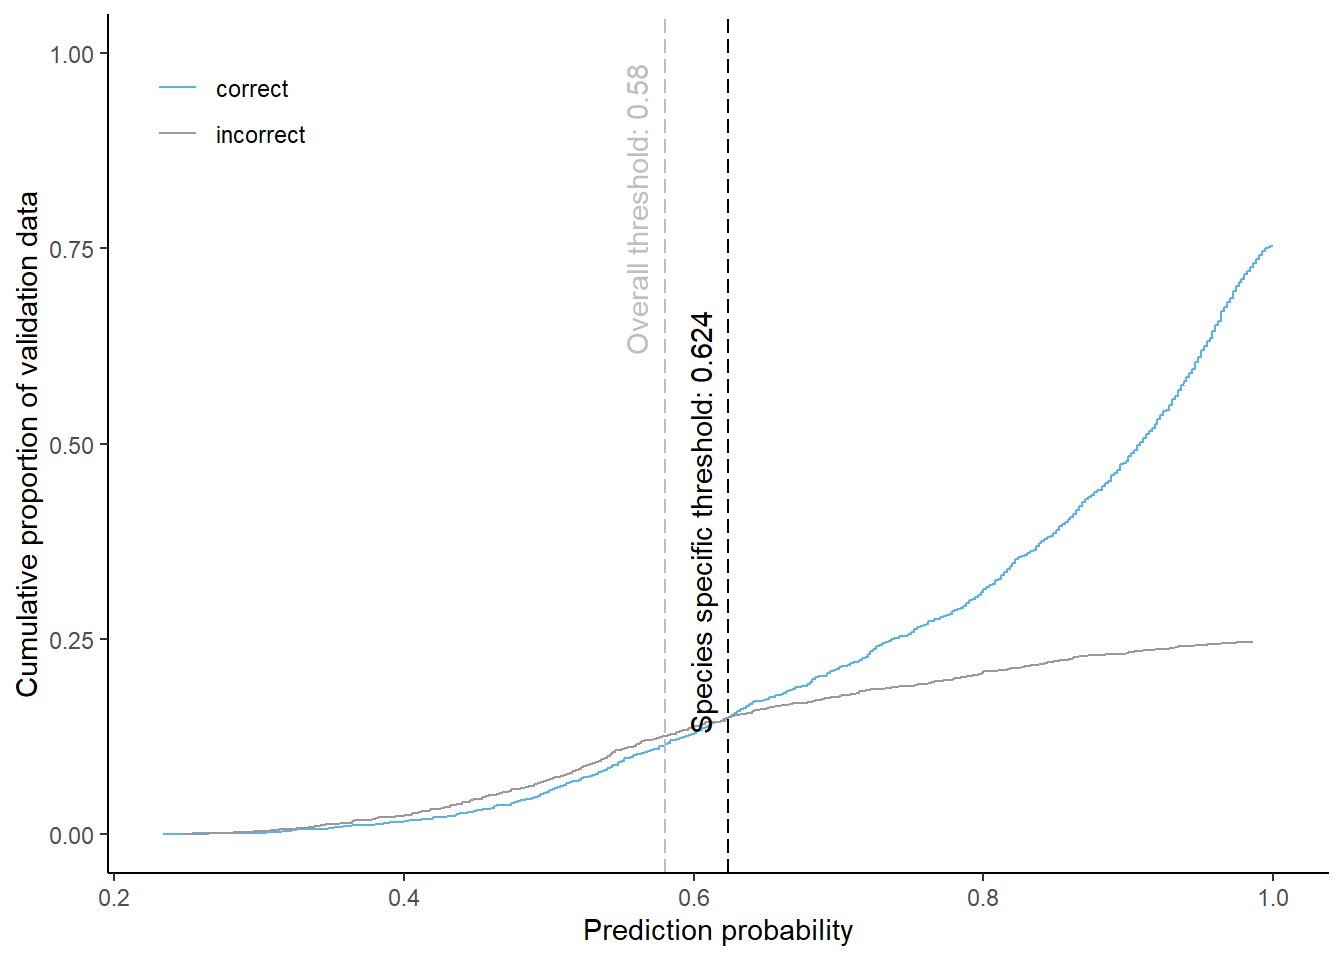 correct
incorrect
Overall threshold: 0.58
Species specific threshold: 0.624
Cumulative proportion of validation data
1.00
0.75
0.50
0.25
0.00
0.2
0.4
0.6
0.8
1.0
Prediction probability